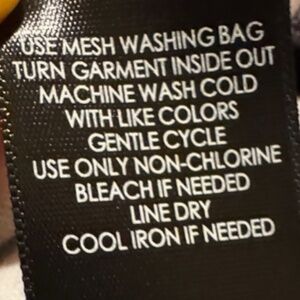 USE MESH WASHING BAG
TURN GARMENT INSIDE OUT
MACHINE WASH COLD
WITH LIKE COLORS
GENTLE CYCLE
USE ONLY NON-CHLORINE
BLEACH IF NEEDED
LINE DRY
COOL IRON IF NEEDED